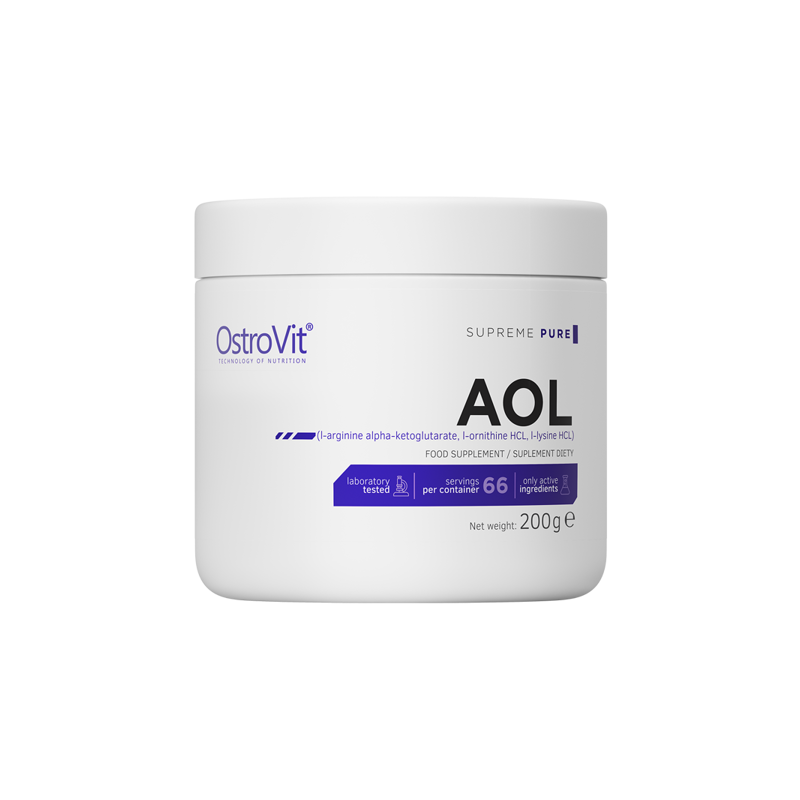 OstroVit®
TECHNOLOGY OF NUTRITION
SUPREME PURE
AOL
(l-arginine alpha-ketoglutarate, l-ornithine HCL, l-lysine HCL)
FOOD SUPPLEMENT / SUPLEMENT DIETY
laboratory tested
servings per container 66
only active ingredients
Net weight: 200g ℮